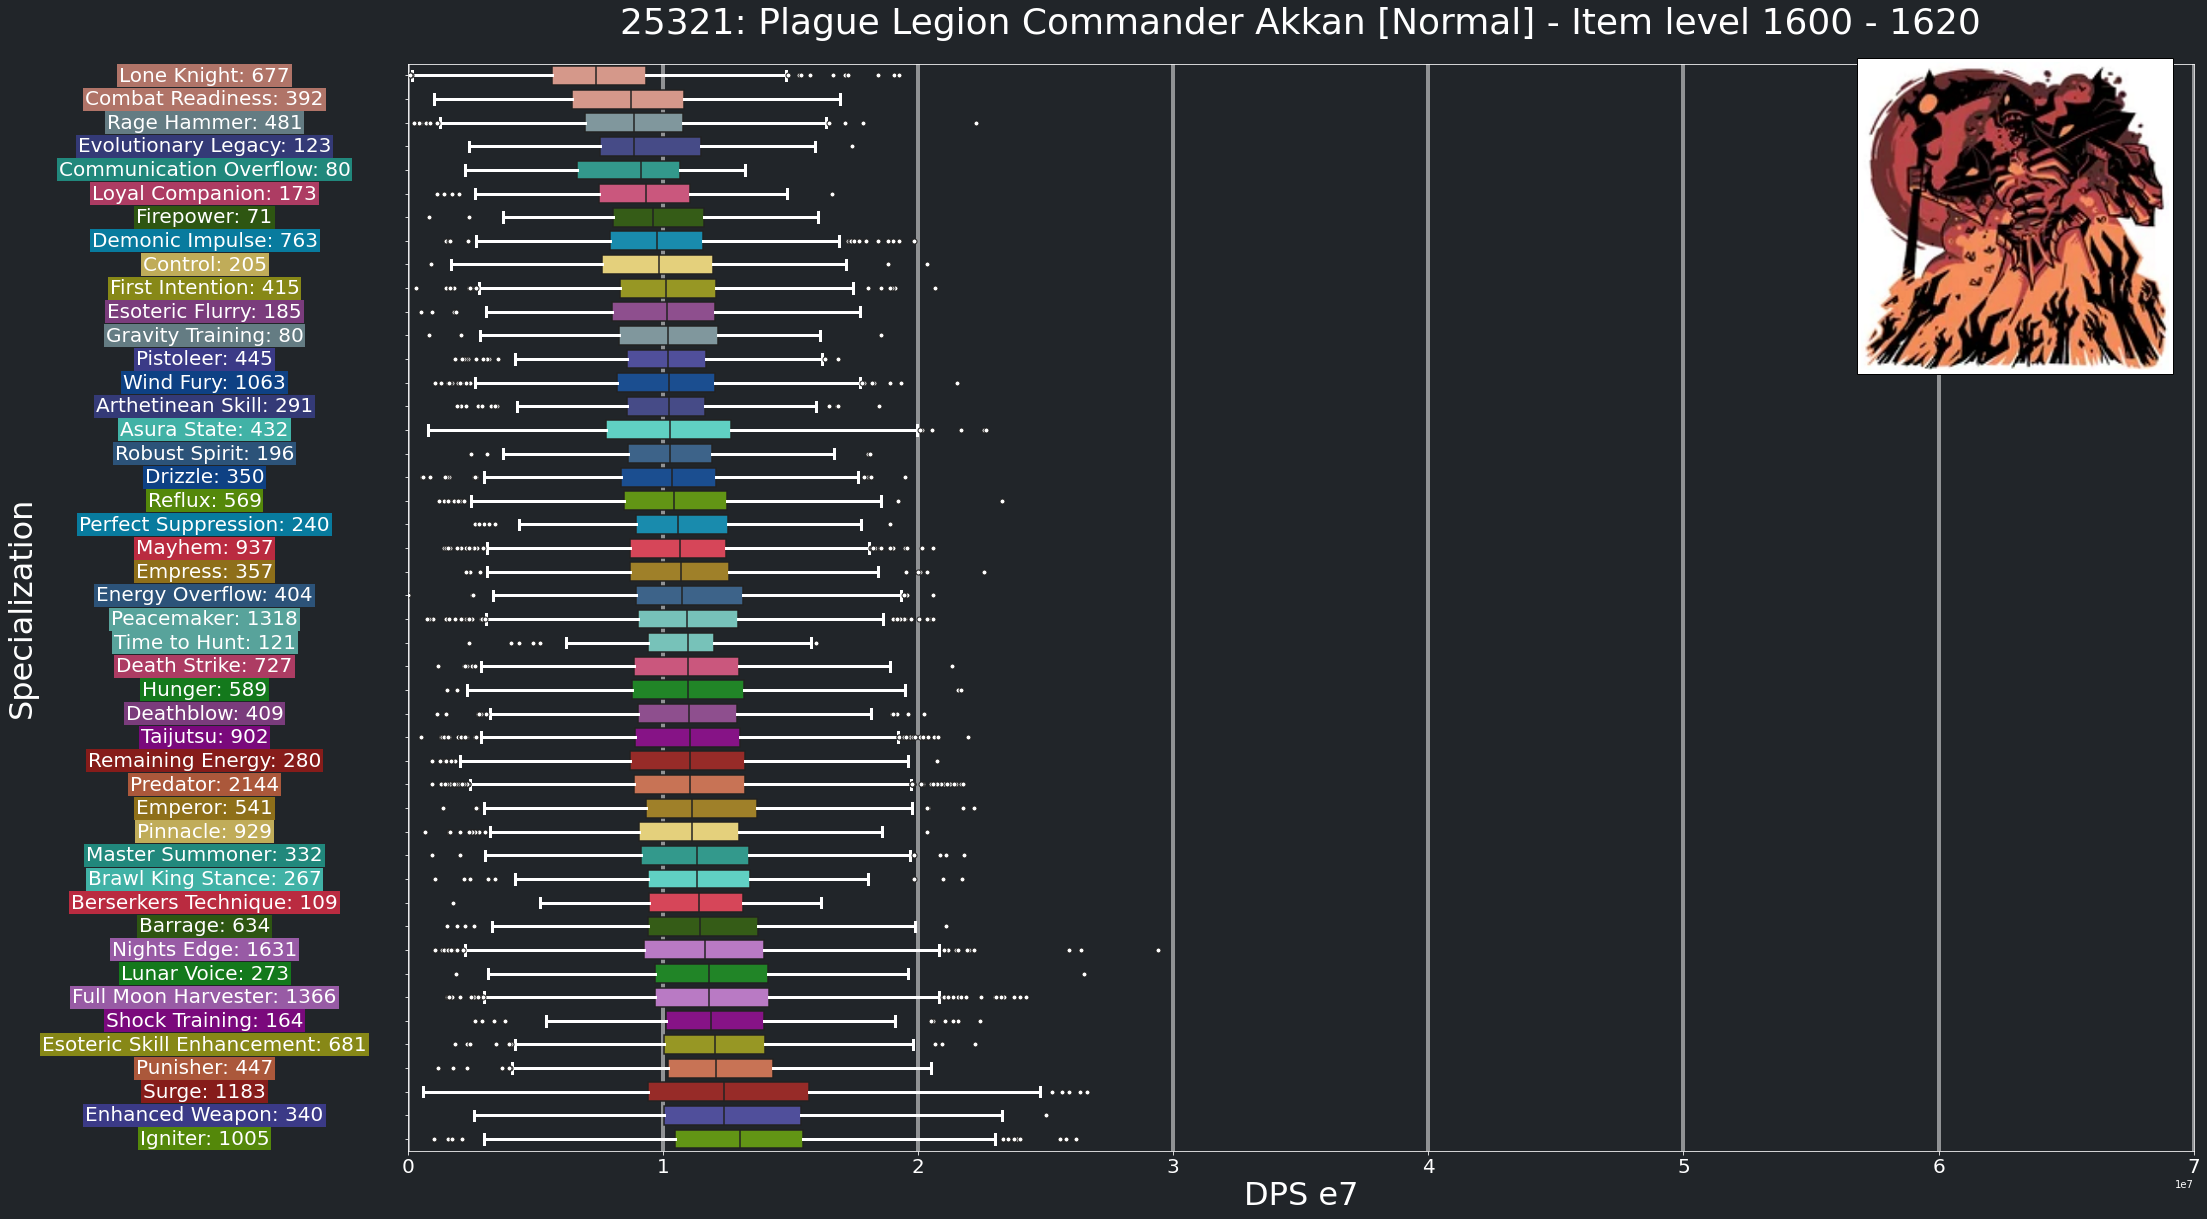 25321: Plague Legion Commander Akkan [Normal] - Item level 1600 - 1620
Specialization
Lone Knight: 677
Combat Readiness: 392
Rage Hammer: 481
Evolutionary Legacy: 123
Communication Overflow: 80
Loyal Companion: 173
Firepower: 71
Demonic Impulse: 763
Control: 205
First Intention: 415
Esoteric Flurry: 185
Gravity Training: 80
Pistoleer: 445
Wind Fury: 1063
Arthetinean Skill: 291
Asura State: 432
Robust Spirit: 196
Drizzle: 350
Reflux: 569
Perfect Suppression: 240
Mayhem: 937
Empress: 357
Energy Overflow: 404
Peacemaker: 1318
Time to Hunt: 121
Death Strike: 727
Hunger: 589
Deathblow: 409
Taijutsu: 902
Remaining Energy: 280
Predator: 2144
Emperor: 541
Pinnacle: 929
Master Summoner: 332
Brawl King Stance: 267
Berserkers Technique: 109
Barrage: 634
Nights Edge: 1631
Lunar Voice: 273
Full Moon Harvester: 1366
Shock Training: 164
Esoteric Skill Enhancement: 681
Punisher: 447
Surge: 1183
Enhanced Weapon: 340
Igniter: 1005
0 1 2 3 4 5 6 7
DPS e7
1e7